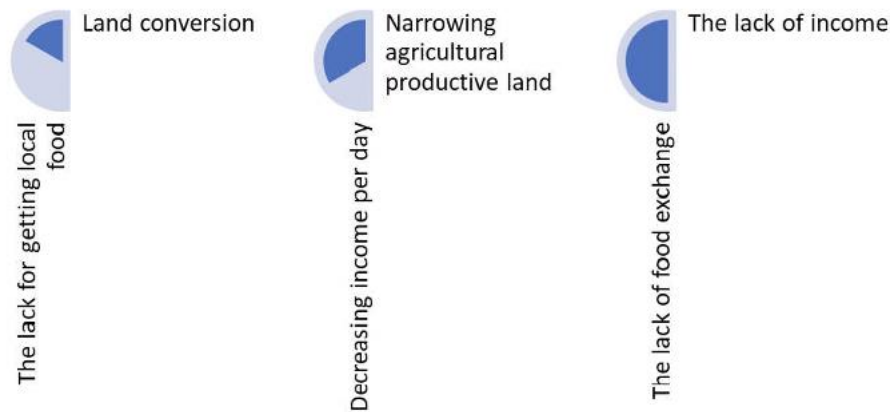 Land conversion
The lack for getting local
food
Narrowing
agricultural
productive land
Decreasing income per day
The lack of income
The lack of food exchange